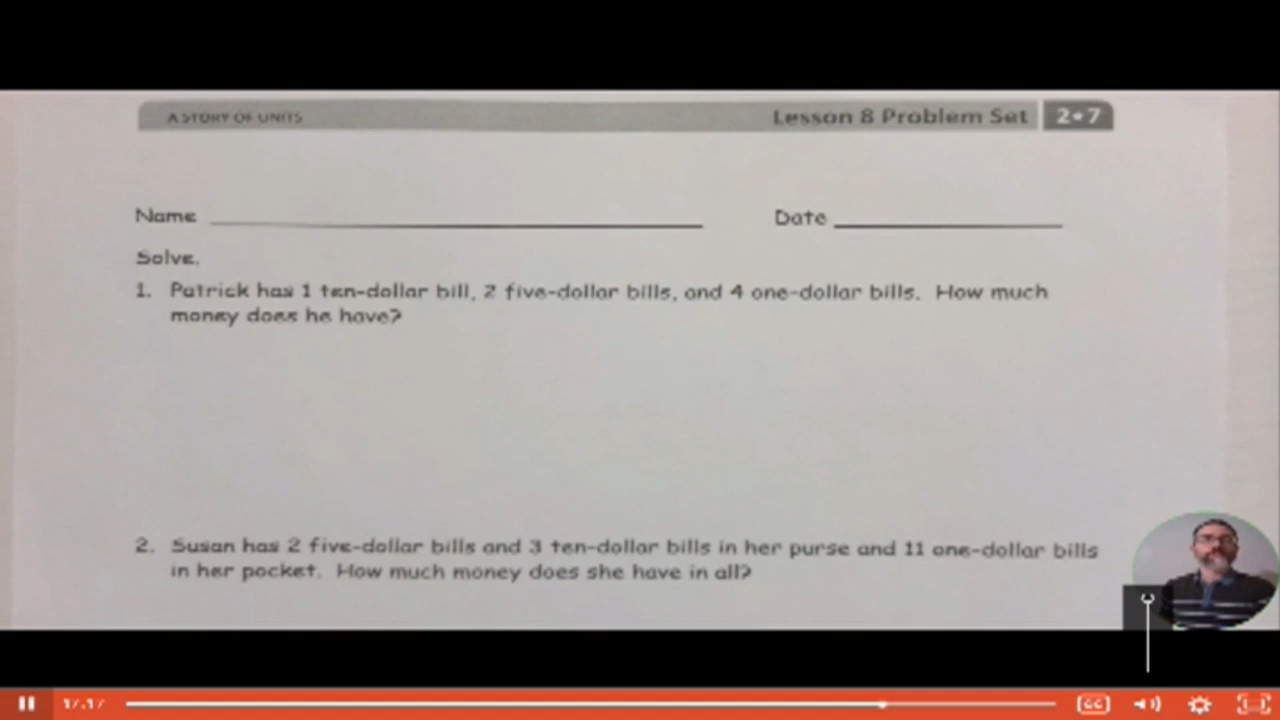 A STORY OF UNITS
Lesson 8 Problem Set
2•7
Name
Date
Solve.
1. Patrick has 1 ten-dollar bill, 2 five-dollar bills, and 4 one-dollar bills. How much
money does he have?
2. Susan has 2 five-dollar bills and 3 ten-dollar bills in her purse and 11 one-dollar bills
in her pocket. How much money does she have in all?
CC